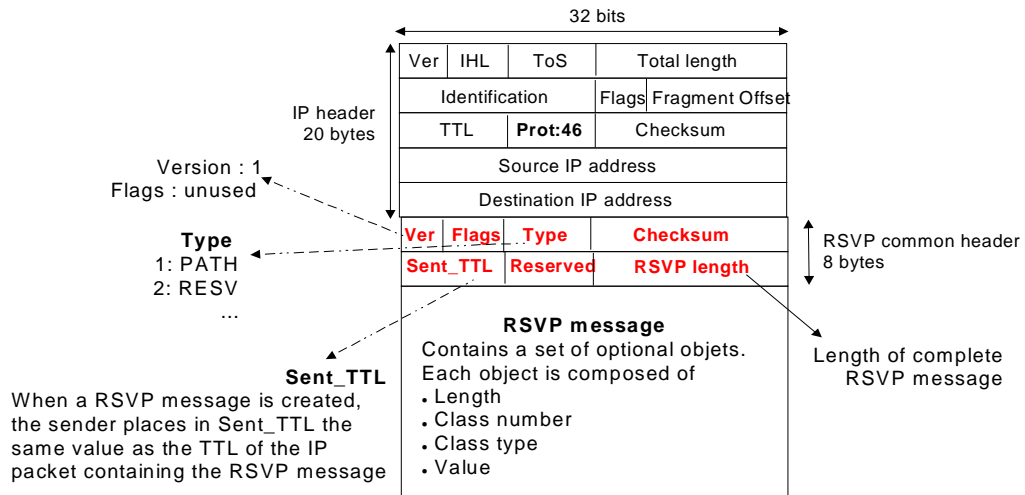 32 bits
Ver IHL ToS Total length
Identification Flags Fragment Offset
IP header
20 bytes
TTL Prot:46 Checksum
Source IP address
Destination IP address
Version : 1
Flags : unused
Ver Flags Type Checksum
Sent_TTL Reserved RSVP length
RSVP common header
8 bytes
Type
1: PATH
2: RESV
...
RSVP message
Contains a set of optional objets.
Each object is composed of
. Length
. Class number
. Class type
. Value
Length of complete
RSVP message
Sent_TTL
When a RSVP message is created,
the sender places in Sent_TTL the
same value as the TTL of the IP
packet containing the RSVP message